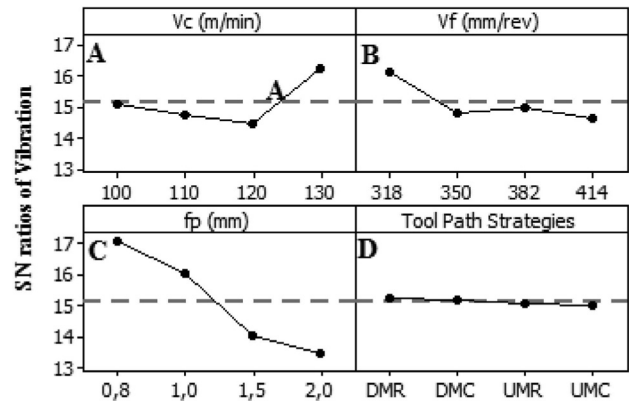 Vc (m/min) Vf (mm/rev)
SN ratios of Vibration
17 A A B
16
15
14
13
100 110 120 130 318 350 382 414
fp (mm) Tool Path Strategies
17 C D
16
15
14
13
0,8 1,0 1,5 2,0 DMR DMC UMR UMC